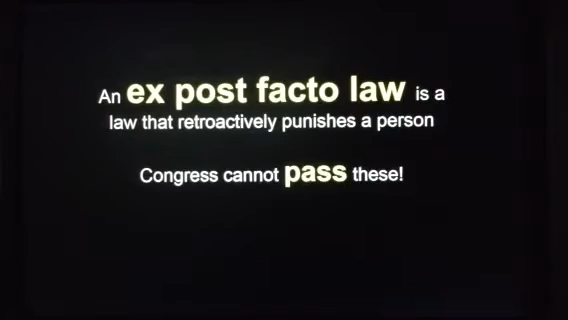 An ex post facto law is a
law that retroactively punishes a person
Congress cannot pass these!